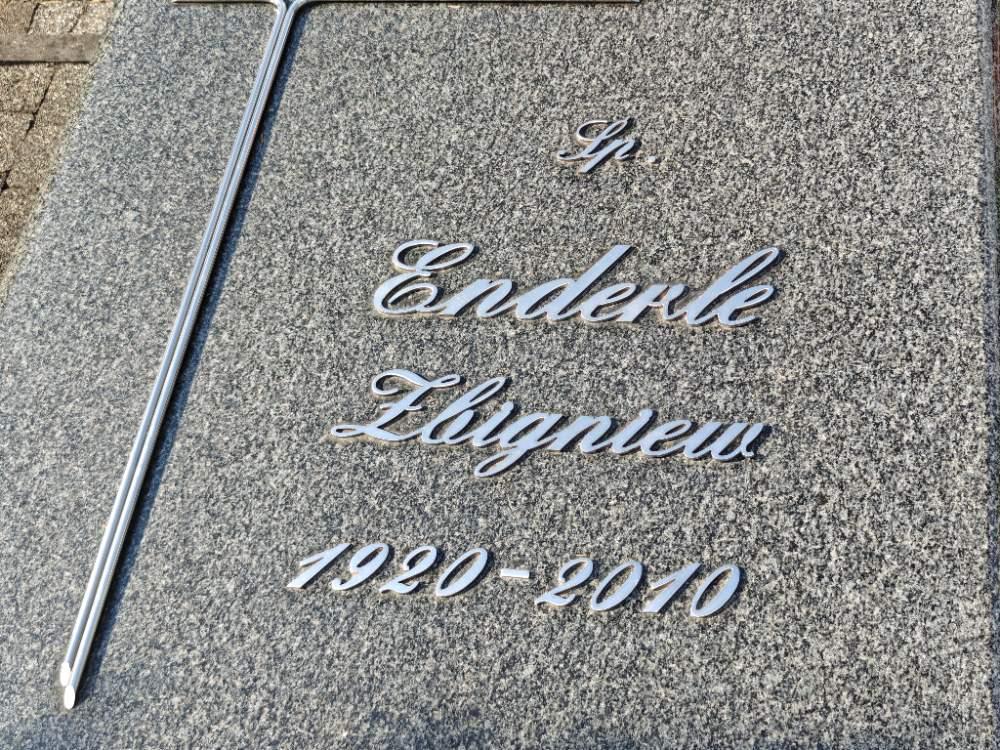 Sp.
Enderle
Zbigniew
1920-2010